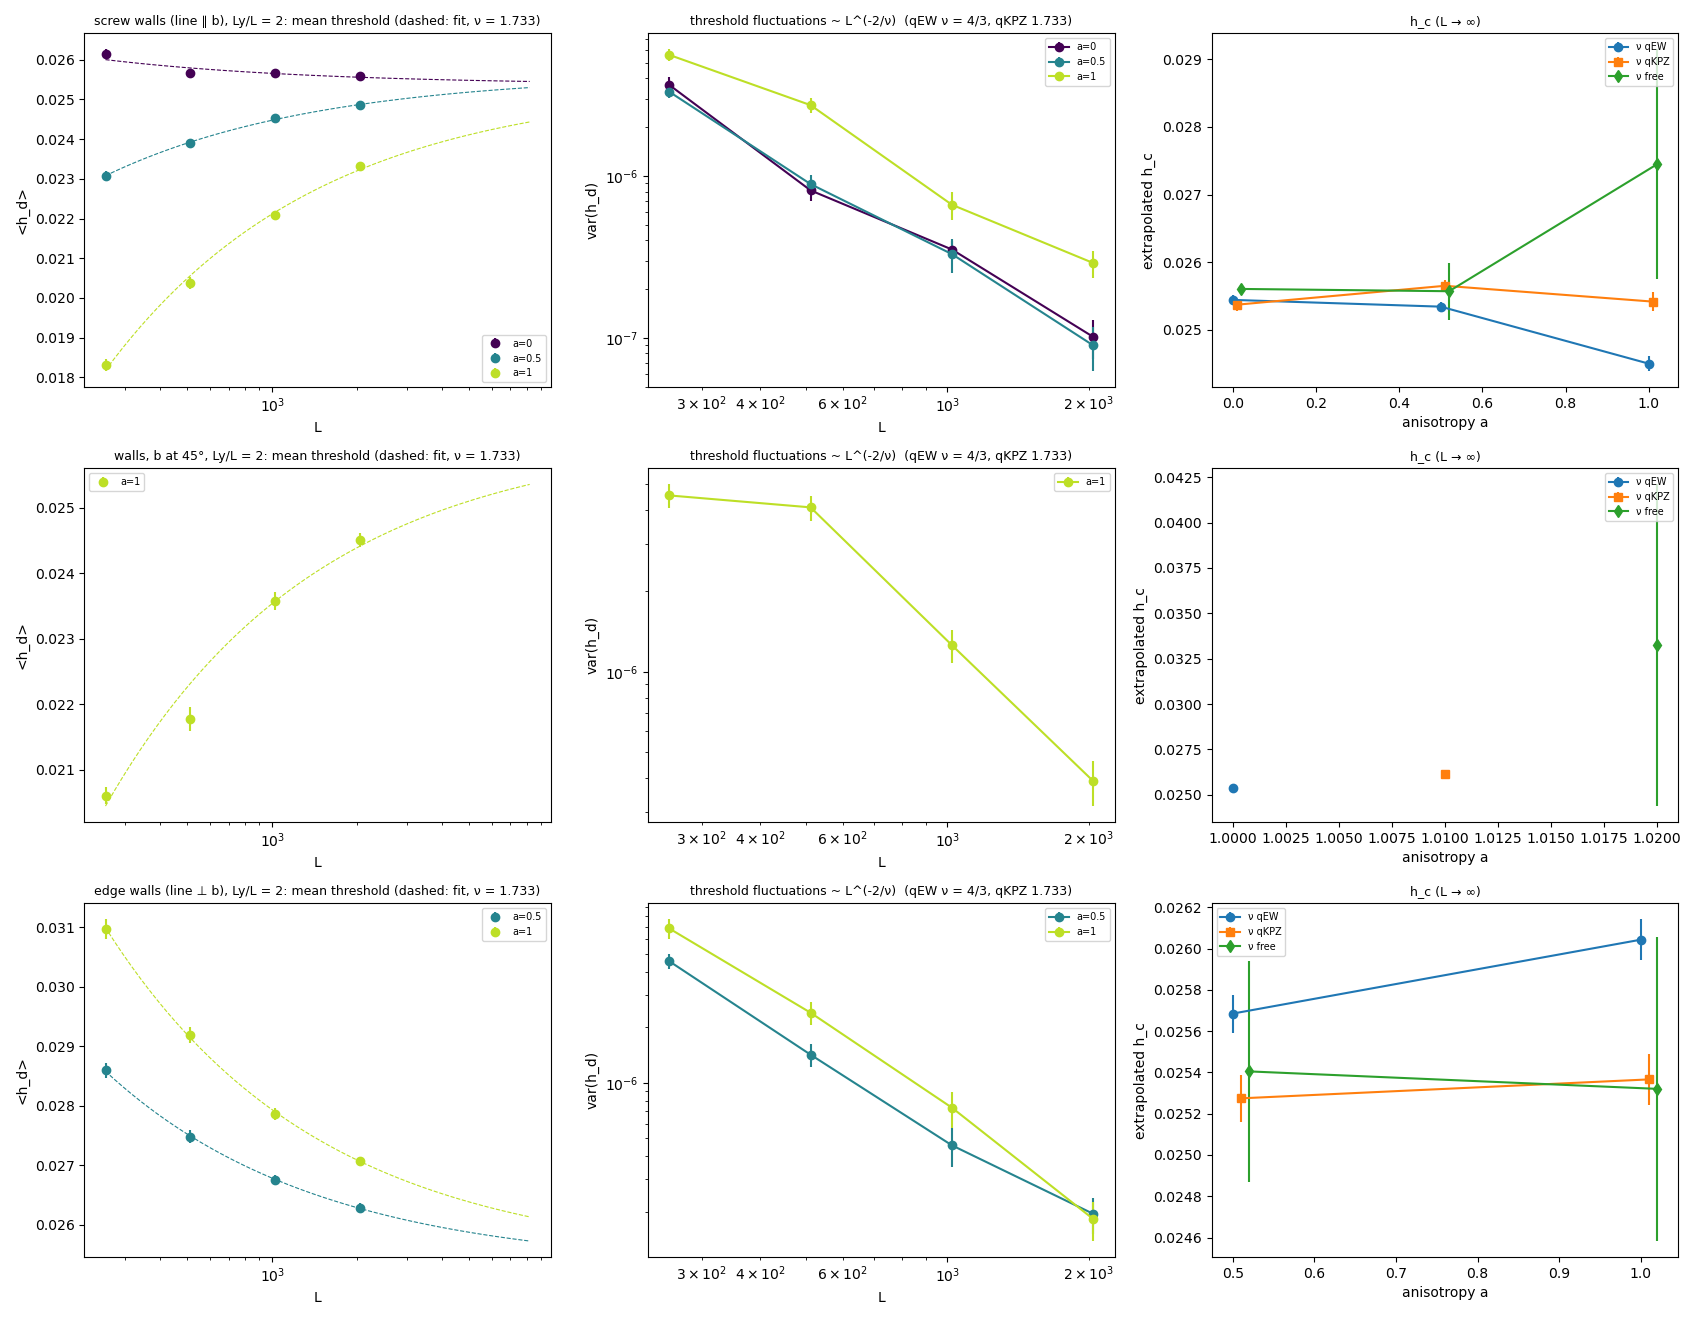 screw walls (line ∥ b), Ly/L = 2: mean threshold (dashed: fit, ν = 1.733)
threshold fluctuations ~ L^(-2/ν)  (qEW ν = 4/3, qKPZ 1.733)
h_c (L → ∞)
<h_d>
0.026
0.025
0.024
0.023
0.022
0.021
0.020
0.019
0.018
a=0
a=0.5
a=1
10³
L
var(h_d)
10⁻⁶
10⁻⁷
a=0
a=0.5
a=1
3×10² 4×10² 6×10² 10³ 2×10³
L
extrapolated h_c
0.029
0.028
0.027
0.026
0.025
ν qEW
ν qKPZ
ν free
0.0 0.2 0.4 0.6 0.8 1.0
anisotropy a
walls, b at 45°, Ly/L = 2: mean threshold (dashed: fit, ν = 1.733)
threshold fluctuations ~ L^(-2/ν)  (qEW ν = 4/3, qKPZ 1.733)
h_c (L → ∞)
<h_d>
0.025
0.024
0.023
0.022
0.021
a=1
10³
L
var(h_d)
10⁻⁶
a=1
3×10² 4×10² 6×10² 10³ 2×10³
L
extrapolated h_c
0.0425
0.0400
0.0375
0.0350
0.0325
0.0300
0.0275
0.0250
ν qEW
ν qKPZ
ν free
1.0000 1.0025 1.0050 1.0075 1.0100 1.0125 1.0150 1.0175 1.0200
anisotropy a
edge walls (line ⊥ b), Ly/L = 2: mean threshold (dashed: fit, ν = 1.733)
threshold fluctuations ~ L^(-2/ν)  (qEW ν = 4/3, qKPZ 1.733)
h_c (L → ∞)
<h_d>
0.031
0.030
0.029
0.028
0.027
0.026
a=0.5
a=1
10³
L
var(h_d)
10⁻⁶
a=0.5
a=1
3×10² 4×10² 6×10² 10³ 2×10³
L
extrapolated h_c
0.0262
0.0260
0.0258
0.0256
0.0254
0.0252
0.0250
0.0248
0.0246
ν qEW
ν qKPZ
ν free
0.5 0.6 0.7 0.8 0.9 1.0
anisotropy a